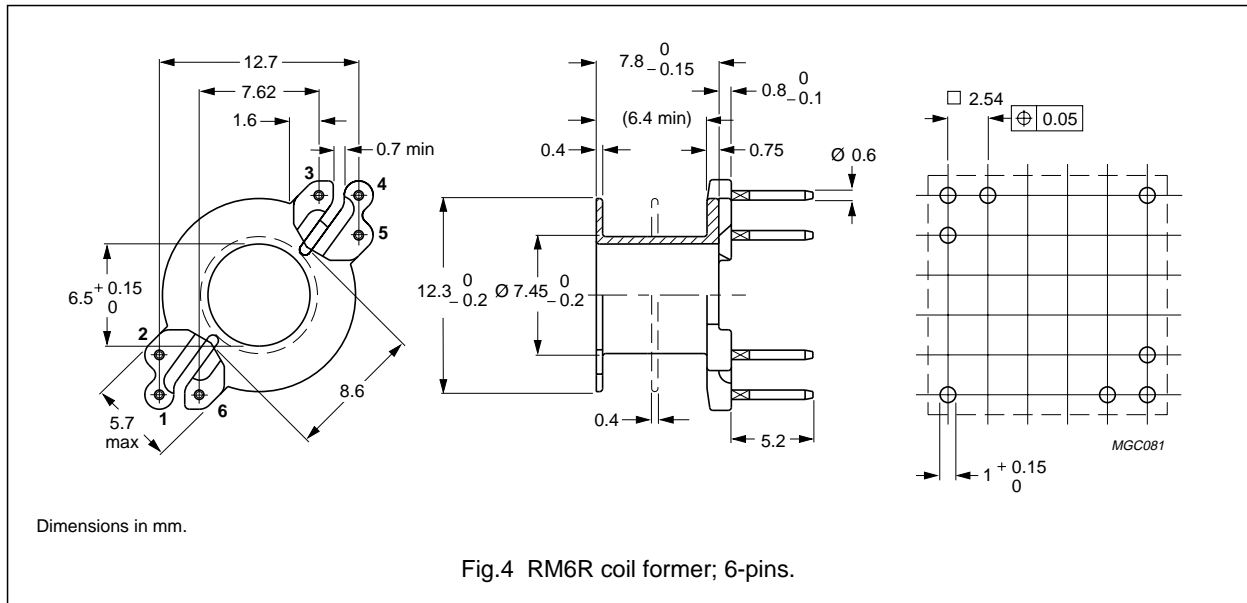 12.7
7.62
1.6
0.7 min
3
4
5
6.5 + 0.15 0
2
1
6
5.7 max
8.6
7.8 0 − 0.15
0.8 0 − 0.1
(6.4 min)
0.4
0.75
Ø 0.6
12.3 0 − 0.2
Ø 7.45 0 − 0.2
0.4
5.2
□ 2.54
⌖ 0.05
MGC081
1 + 0.15 0
Dimensions in mm.
Fig.4 RM6R coil former; 6-pins.